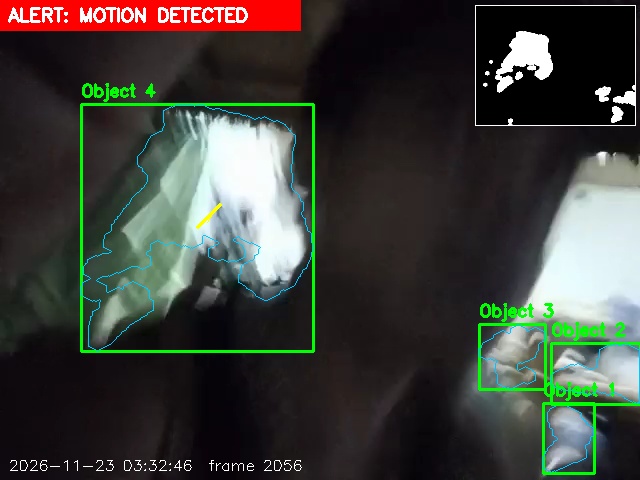 ALERT: MOTION DETECTED
Object 4
Object 3
Object 2
Object 1
2026-11-23 03:32:46 frame 2056